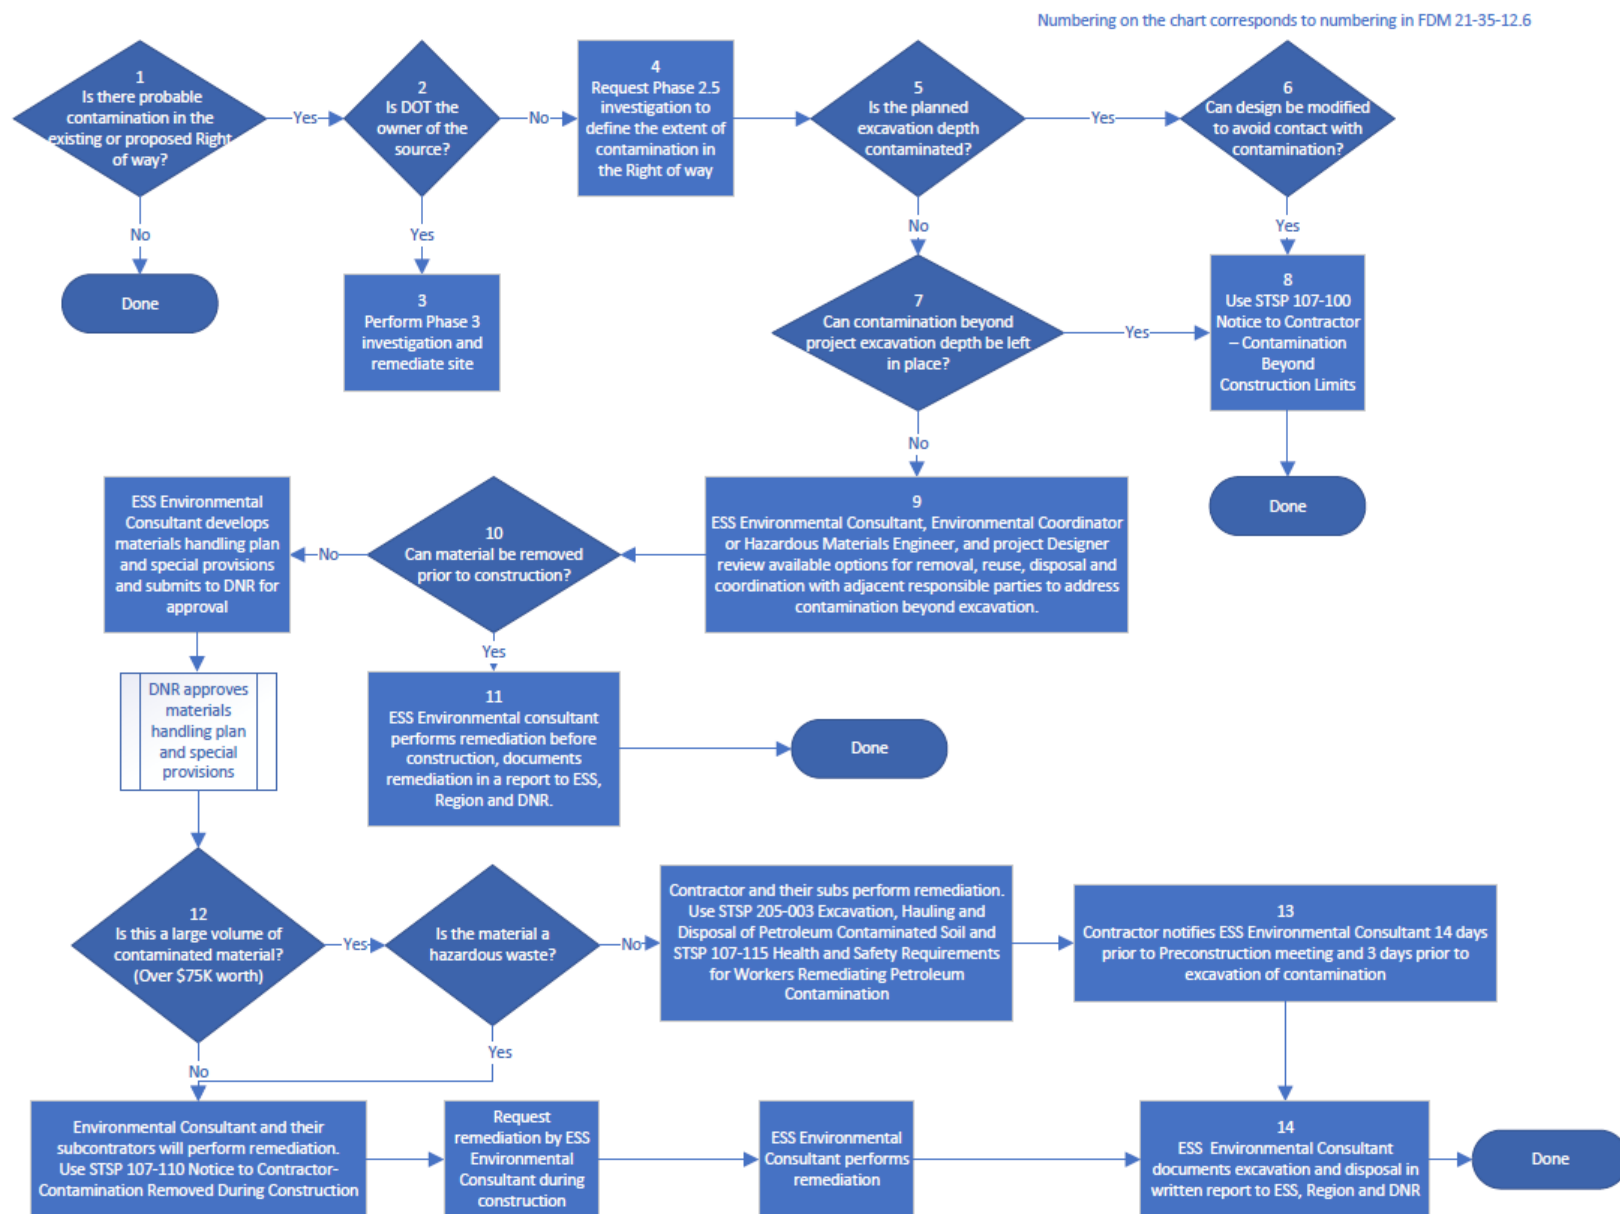 Numbering on the chart corresponds to numbering in FDM 21-35-12.6
1
Is there probable
contamination in the
existing or proposed Right
of way?
Yes
2
Is DOT the
owner of the
source?
No
4
Request Phase 2.5
investigation to
define the extent of
contamination in
the Right of way
5
Is the planned
excavation depth
contaminated?
Yes
6
Can design be modified
to avoid contact with
contamination?
No
Yes
No
Yes
Done
3
Perform Phase 3
investigation and
remediate site
7
Can contamination beyond
project excavation depth be left
in place?
Yes
8
Use STSP 107-100
Notice to Contractor
– Contamination
Beyond
Construction Limits
No
Done
ESS Environmental
Consultant develops
materials handling plan
and special provisions
and submits to DNR for
approval
No
10
Can material be removed
prior to construction?
9
ESS Environmental Consultant, Environmental Coordinator
or Hazardous Materials Engineer, and project Designer
review available options for removal, reuse, disposal and
coordination with adjacent responsible parties to address
contamination beyond excavation.
Yes
DNR approves
materials
handling plan
and special
provisions
11
ESS Environmental consultant
performs remediation before
construction, documents
remediation in a report to ESS,
Region and DNR.
Done
12
Is this a large volume of
contaminated material?
(Over $75K worth)
Yes
Is the material a
hazardous waste?
No
Contractor and their subs perform remediation.
Use STSP 205-003 Excavation, Hauling and
Disposal of Petroleum Contaminated Soil and
STSP 107-115 Health and Safety Requirements
for Workers Remediating Petroleum
Contamination
13
Contractor notifies ESS Environmental Consultant 14 days
prior to Preconstruction meeting and 3 days prior to
excavation of contamination
No
Yes
Environmental Consultant and their
subcontrators will perform remediation.
Use STSP 107-110 Notice to Contractor-
Contamination Removed During Construction
Request
remediation by ESS
Environmental
Consultant during
construction
ESS Environmental
Consultant performs
remediation
14
ESS  Environmental Consultant
documents excavation and disposal in
written report to ESS, Region and DNR
Done